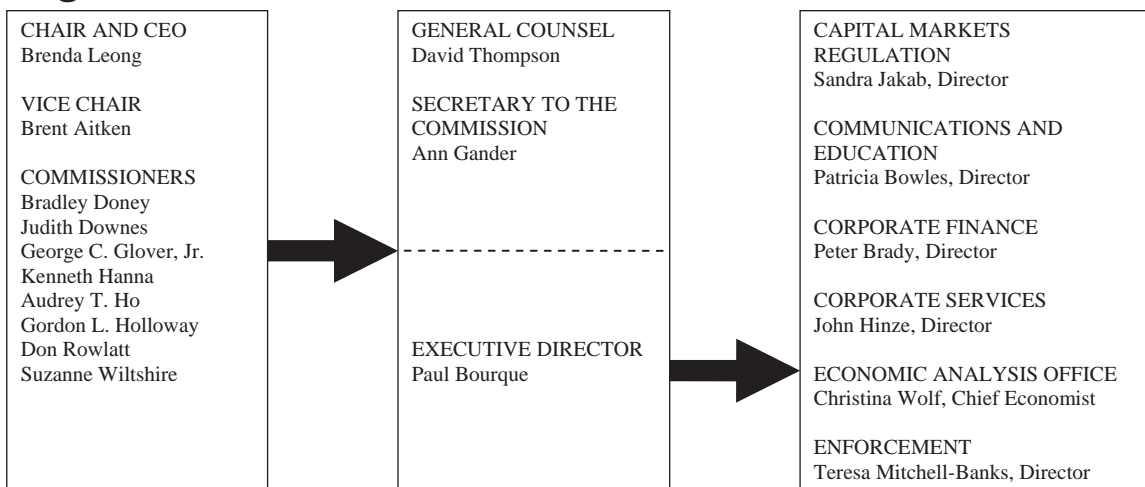 CHAIR AND CEO
Brenda Leong
VICE CHAIR
Brent Aitken
COMMISSIONERS
Bradley Doney
Judith Downes
George C. Glover, Jr.
Kenneth Hanna
Audrey T. Ho
Gordon L. Holloway
Don Rowlatt
Suzanne Wiltshire
GENERAL COUNSEL
David Thompson
SECRETARY TO THE
COMMISSION
Ann Gander
EXECUTIVE DIRECTOR
Paul Bourque
CAPITAL MARKETS
REGULATION
Sandra Jakab, Director
COMMUNICATIONS AND
EDUCATION
Patricia Bowles, Director
CORPORATE FINANCE
Peter Brady, Director
CORPORATE SERVICES
John Hinze, Director
ECONOMIC ANALYSIS OFFICE
Christina Wolf, Chief Economist
ENFORCEMENT
Teresa Mitchell-Banks, Director